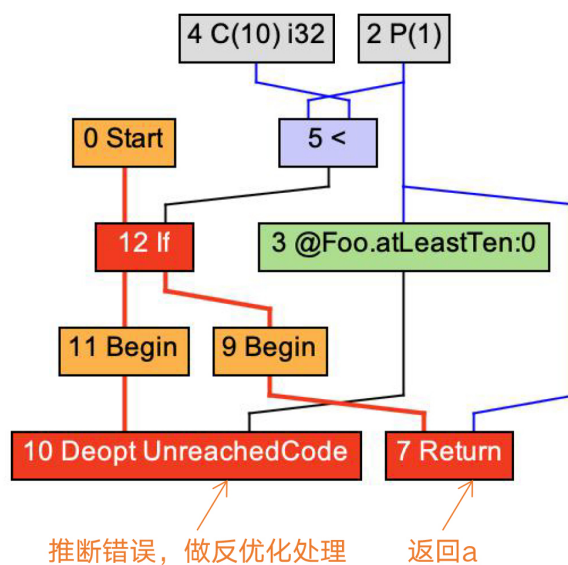 4 C(10) i32
2 P(1)
0 Start
5 <
12 If
3 @Foo.atLeastTen:0
11 Begin
9 Begin
10 Deopt UnreachedCode
7 Return
推断错误，做反优化处理
返回a